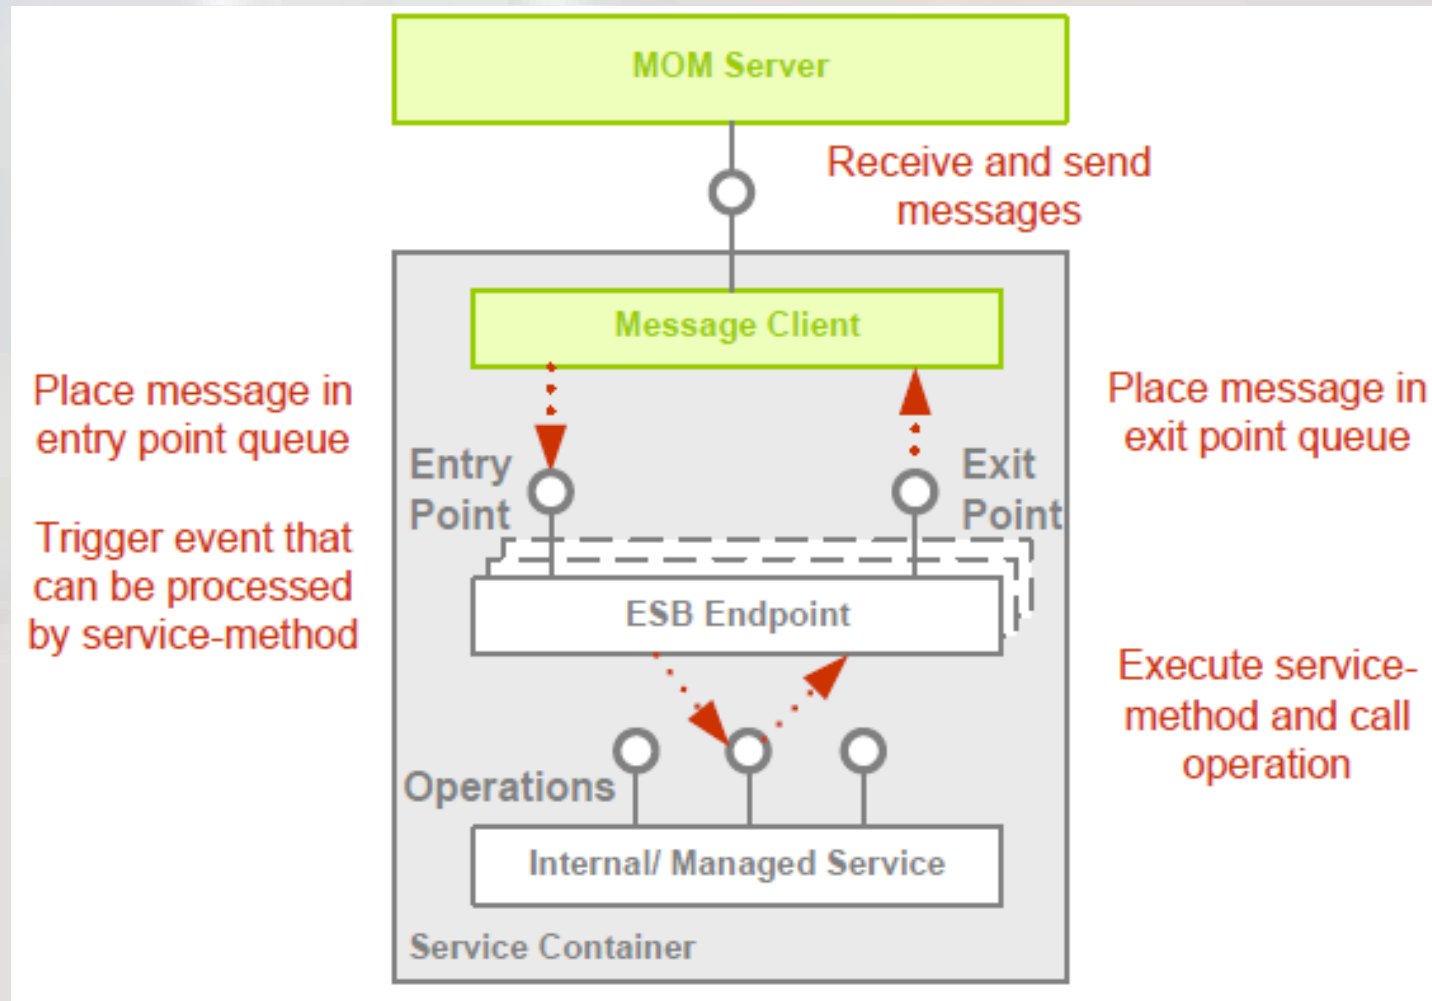 MOM Server
Receive and send
messages
Message Client
Place message in
entry point queue
Place message in
exit point queue
Entry
Point
Exit
Point
Trigger event that
can be processed
by service-method
ESB Endpoint
Execute service-
method and call
operation
Operations
Internal/ Managed Service
Service Container